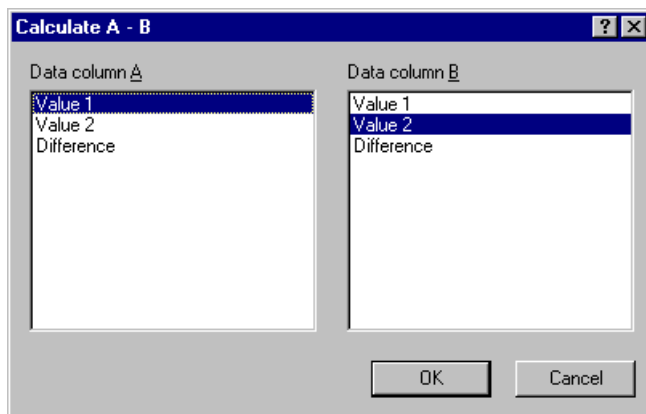 Calculate A - B
?
Data column A
Value 1
Value 2
Difference
Data column B
Value 1
Value 2
Difference
OK
Cancel